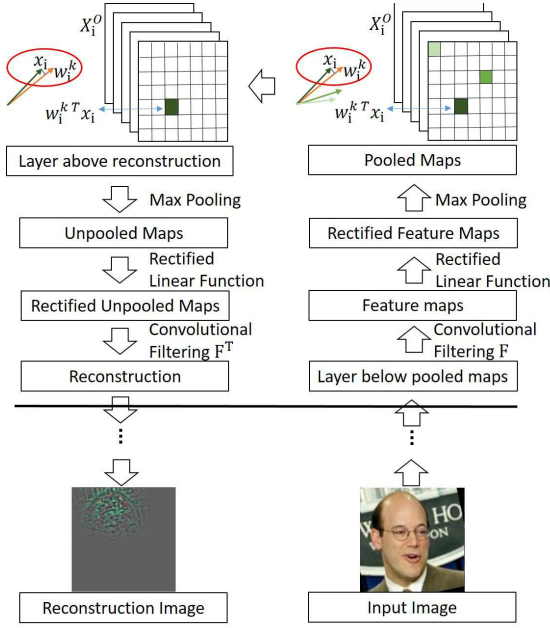 X_i^O
x_i
w_i^k
w_i^{k T} x_i
Layer above reconstruction
Max Pooling
Unpooled Maps
Rectified
Linear Function
Rectified Unpooled Maps
Convolutional
Filtering F^T
Reconstruction
⋮
Reconstruction Image
X_i^O
x_i
w_i^k
w_i^{k T} x_i
Pooled Maps
Max Pooling
Rectified Feature Maps
Rectified
Linear Function
Feature maps
Convolutional
Filtering F
Layer below pooled maps
⋮
HO
Input Image